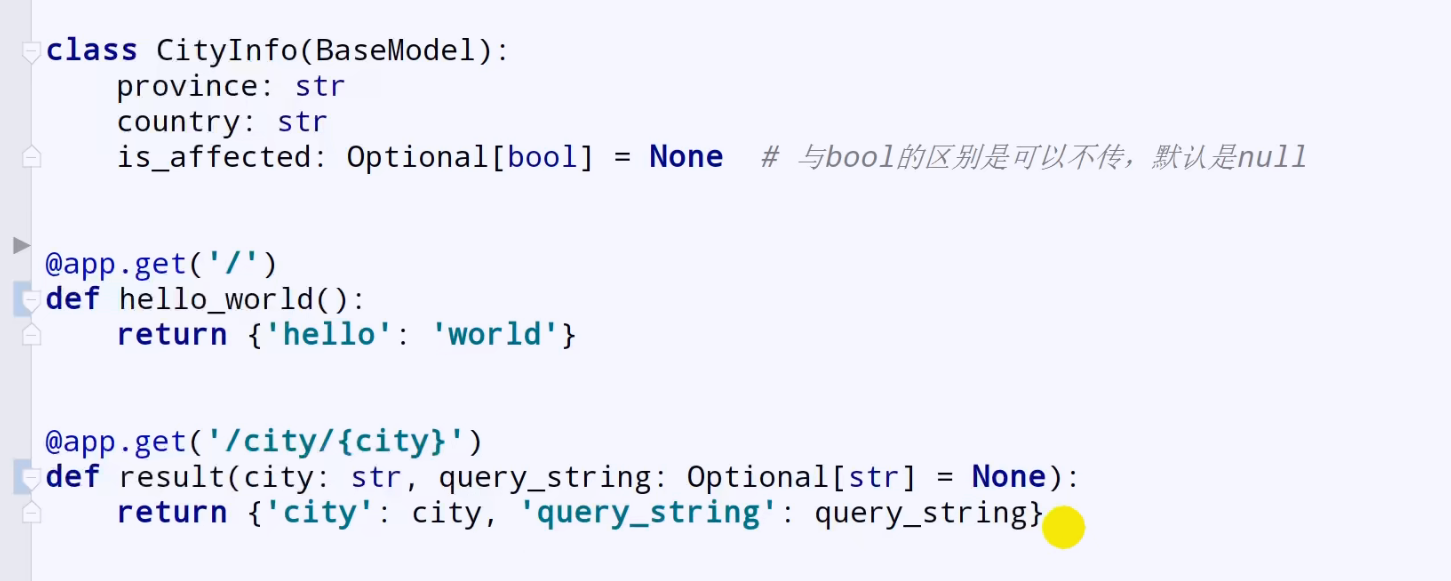 class CityInfo(BaseModel):
    province: str
    country: str
    is_affected: Optional[bool] = None  # 与bool的区别是可以不传，默认是null
@app.get('/')
def hello_world():
    return {'hello': 'world'}
@app.get('/city/{city}')
def result(city: str, query_string: Optional[str] = None):
    return {'city': city, 'query_string': query_string}